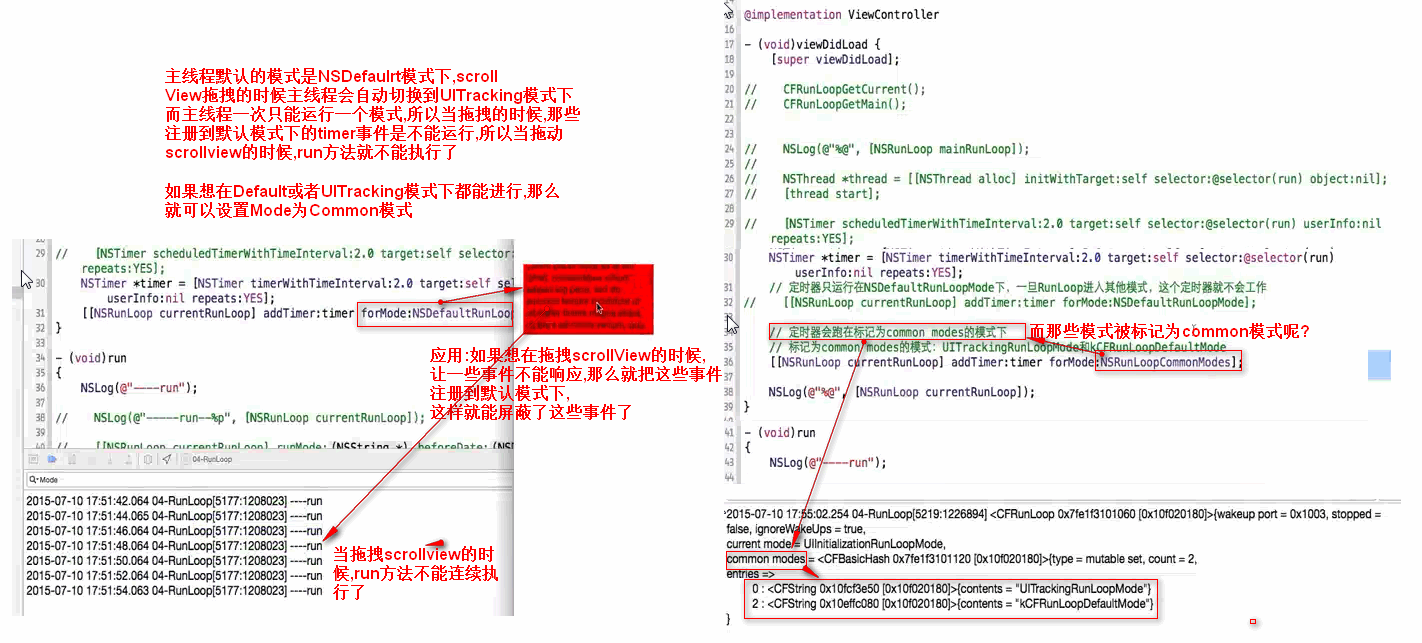 主线程默认的模式是NSDefaulrt模式下,scroll
View拖拽的时候主线程会自动切换到UITracking模式下
而主线程一次只能运行一个模式,所以当拖拽的时候,那些
注册到默认模式下的timer事件是不能运行,所以当拖动
scrollview的时候,run方法就不能执行了
如果想在Default或者UITracking模式下都能进行,那么
就可以设置Mode为Common模式
29 // [NSTimer scheduledTimerWithTimeInterval:2.0 target:self selector:
repeats:YES];
30 NSTimer *timer = [NSTimer timerWithTimeInterval:2.0 target:self sel
userInfo:nil repeats:YES];
31 [[NSRunLoop currentRunLoop] addTimer:timer forMode:NSDefaultRunLoop
32 }
33
34 - (void)run
35 {
36 NSLog(@"----run");
37
38 // NSLog(@"-----run--%p", [NSRunLoop currentRunLoop]);
39
40 // [[NSRunLoop currentRunLoop] runMode:(NSString *) beforeDate:(NS
应用:如果想在拖拽scrollView的时候,
让一些事件不能响应,那么就把这些事件
注册到默认模式下,
这样就能屏蔽了这些事件了
04-RunLoop
Mode
2015-07-10 17:51:42.064 04-RunLoop[5177:1208023] ----run
2015-07-10 17:51:44.065 04-RunLoop[5177:1208023] ----run
2015-07-10 17:51:46.064 04-RunLoop[5177:1208023] ----run
2015-07-10 17:51:48.064 04-RunLoop[5177:1208023] ----run
2015-07-10 17:51:50.064 04-RunLoop[5177:1208023] ----run
2015-07-10 17:51:52.064 04-RunLoop[5177:1208023] ----run
2015-07-10 17:51:54.063 04-RunLoop[5177:1208023] ----run
当拖拽scrollview的时
候,run方法不能连续执
行了
@implementation ViewController
16
17 - (void)viewDidLoad {
18 [super viewDidLoad];
19
20 // CFRunLoopGetCurrent();
21 // CFRunLoopGetMain();
22
23
24 // NSLog(@"%@", [NSRunLoop mainRunLoop]);
25 //
26 // NSThread *thread = [[NSThread alloc] initWithTarget:self selector:@selector(run) object:nil];
27 // [thread start];
28
29 // [NSTimer scheduledTimerWithTimeInterval:2.0 target:self selector:@selector(run) userInfo:nil
repeats:YES];
30 NSTimer *timer = [NSTimer timerWithTimeInterval:2.0 target:self selector:@selector(run)
userInfo:nil repeats:YES];
31 // 定时器只运行在NSDefaultRunLoopMode下，一旦RunLoop进入其他模式，这个定时器就不会工作
32 // [[NSRunLoop currentRunLoop] addTimer:timer forMode:NSDefaultRunLoopMode];
33
// 定时器会跑在标记为common modes的模式下
而那些模式被标记为common模式呢?
35 // 标记为common modes的模式：UITrackingRunLoopMode和kCFRunLoopDefaultMode
36 [[NSRunLoop currentRunLoop] addTimer:timer forMode:NSRunLoopCommonModes];
37
38 NSLog(@"%@", [NSRunLoop currentRunLoop]);
39 }
40
41 - (void)run
42 {
43 NSLog(@"----run");
44
2015-07-10 17:55:02.254 04-RunLoop[5219:1226894] <CFRunLoop 0x7fe1f3101060 [0x10f020180]>{wakeup port = 0x1003, stopped =
false, ignoreWakeUps = true,
current mode = UIInitializationRunLoopMode,
common modes = <CFBasicHash 0x7fe1f3101120 [0x10f020180]>{type = mutable set, count = 2,
entries =>
0 : <CFString 0x10fcf3e50 [0x10f020180]>{contents = "UITrackingRunLoopMode"}
2 : <CFString 0x10effc080 [0x10f020180]>{contents = "kCFRunLoopDefaultMode"}
}